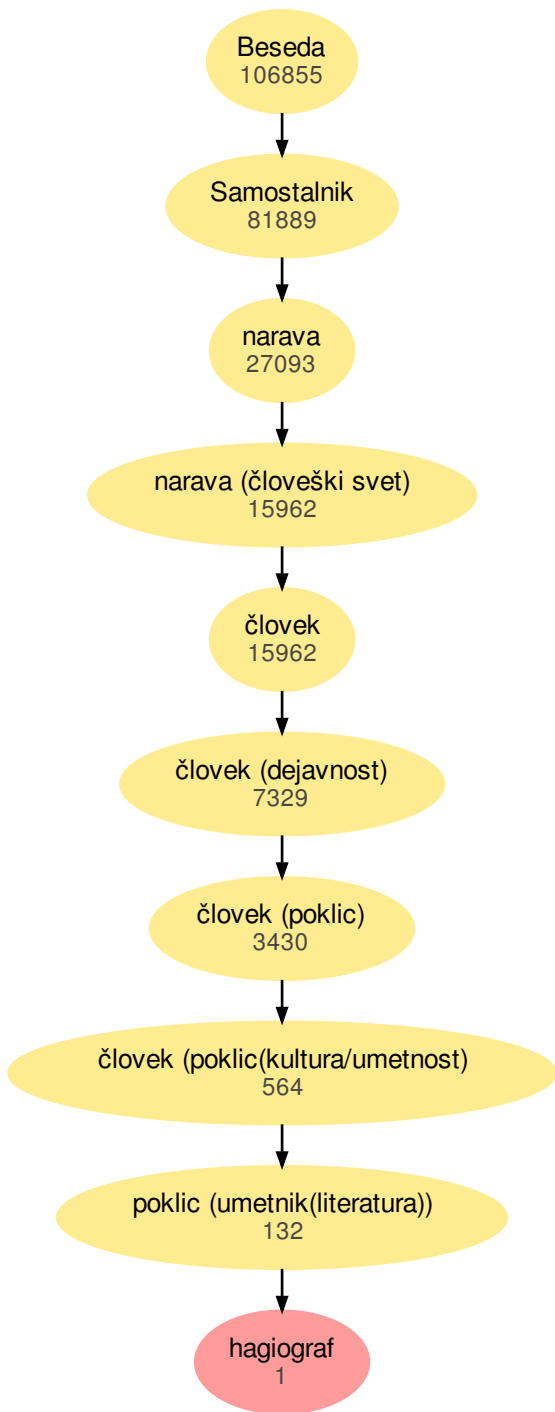 Beseda
106855
Samostalnik
81889
narava
27093
narava (človeški svet)
15962
človek
15962
človek (dejavnost)
7329
človek (poklic)
3430
človek (poklic(kultura/umetnost)
564
poklic (umetnik(literatura))
132
hagiograf
1